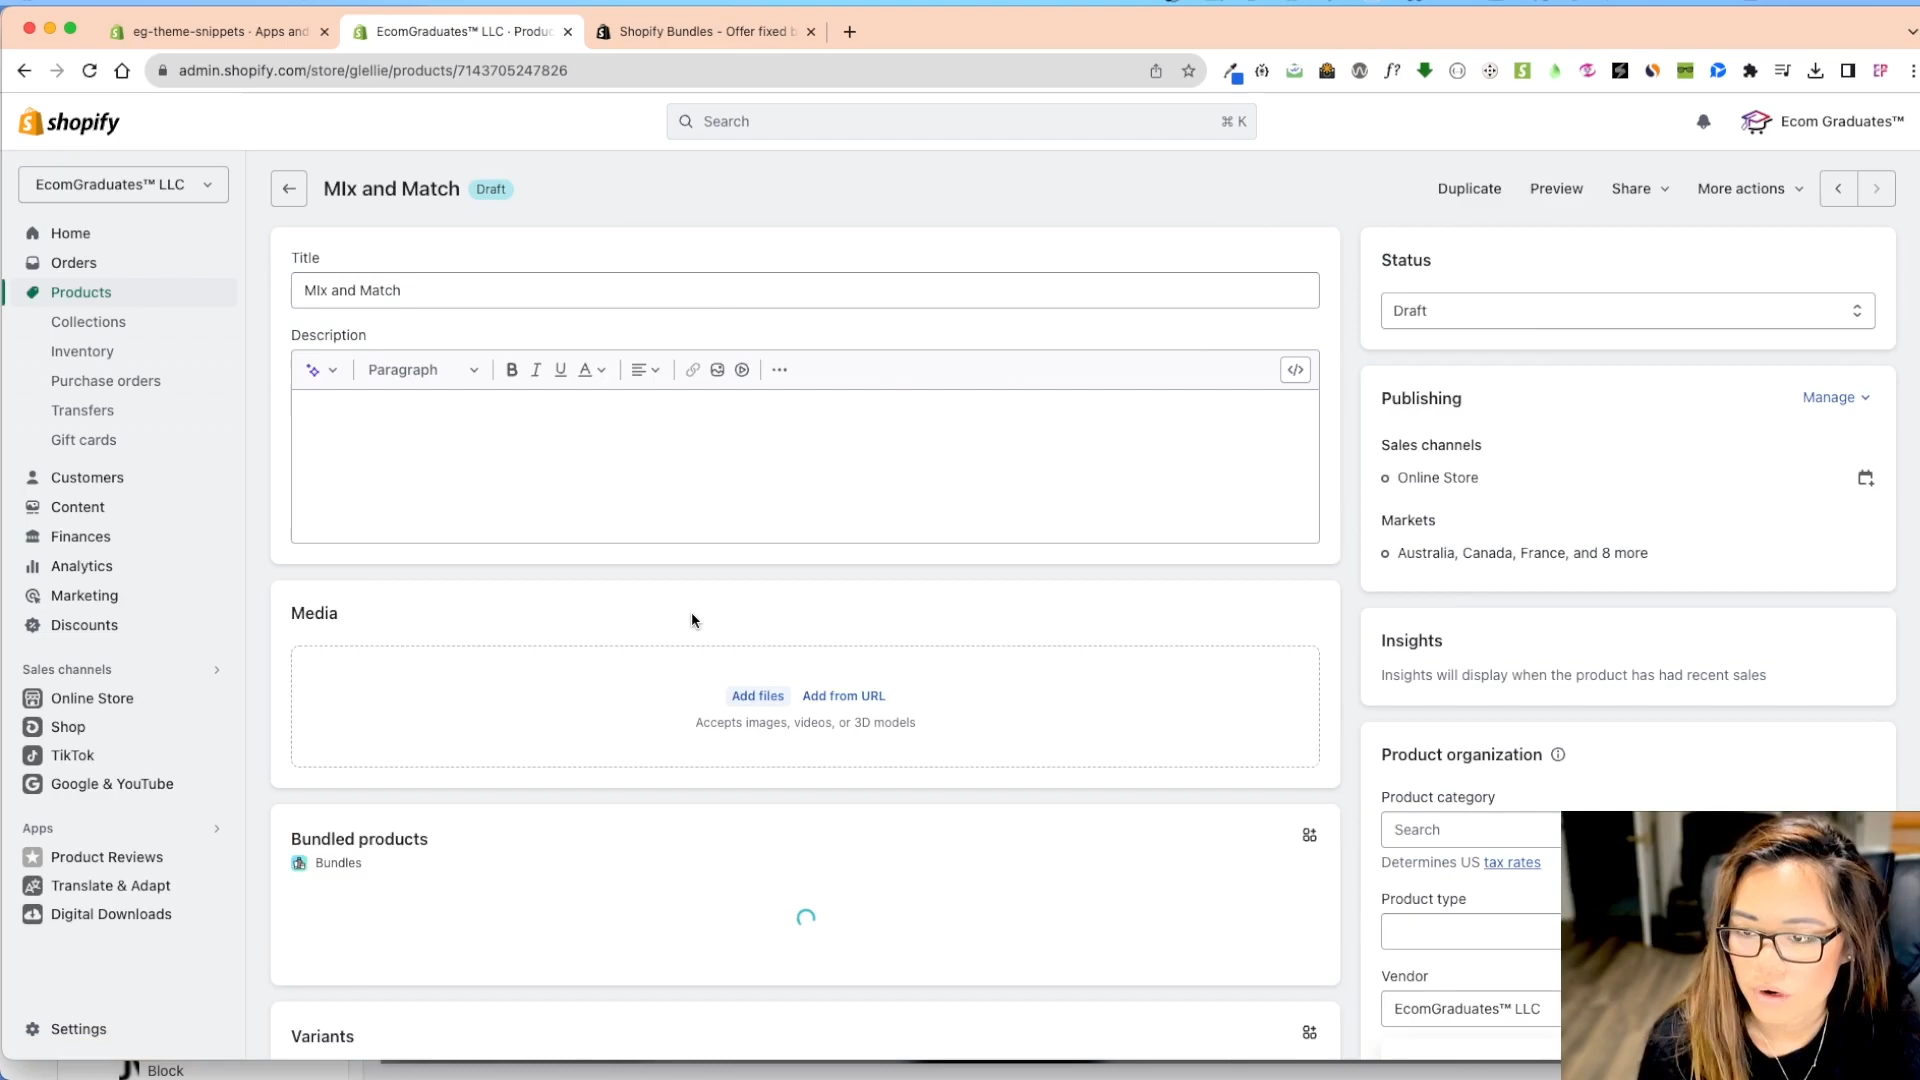 eg-theme-snippets · Apps and
EcomGraduates™ LLC · Produc
Shopify Bundles - Offer fixed b
admin.shopify.com/store/glellie/products/7143705247826
shopify
Search
⌘ K
Ecom Graduates™
EcomGraduates™ LLC
MIx and Match
Draft
Duplicate
Preview
Share
More actions
Home
Orders
Products
Collections
Inventory
Purchase orders
Transfers
Gift cards
Customers
Content
Finances
Analytics
Marketing
Discounts
Sales channels
Online Store
Shop
TikTok
Google & YouTube
Apps
Product Reviews
Translate & Adapt
Digital Downloads
Settings
Title
MIx and Match
Description
Paragraph
B I U A
Media
Add files Add from URL
Accepts images, videos, or 3D models
Bundled products
Bundles
Variants
Status
Draft
Publishing
Manage
Sales channels
Online Store
Markets
Australia, Canada, France, and 8 more
Insights
Insights will display when the product has had recent sales
Product organization
Product category
Search
Determines US tax rates
Product type
Vendor
EcomGraduates™ LLC
Block